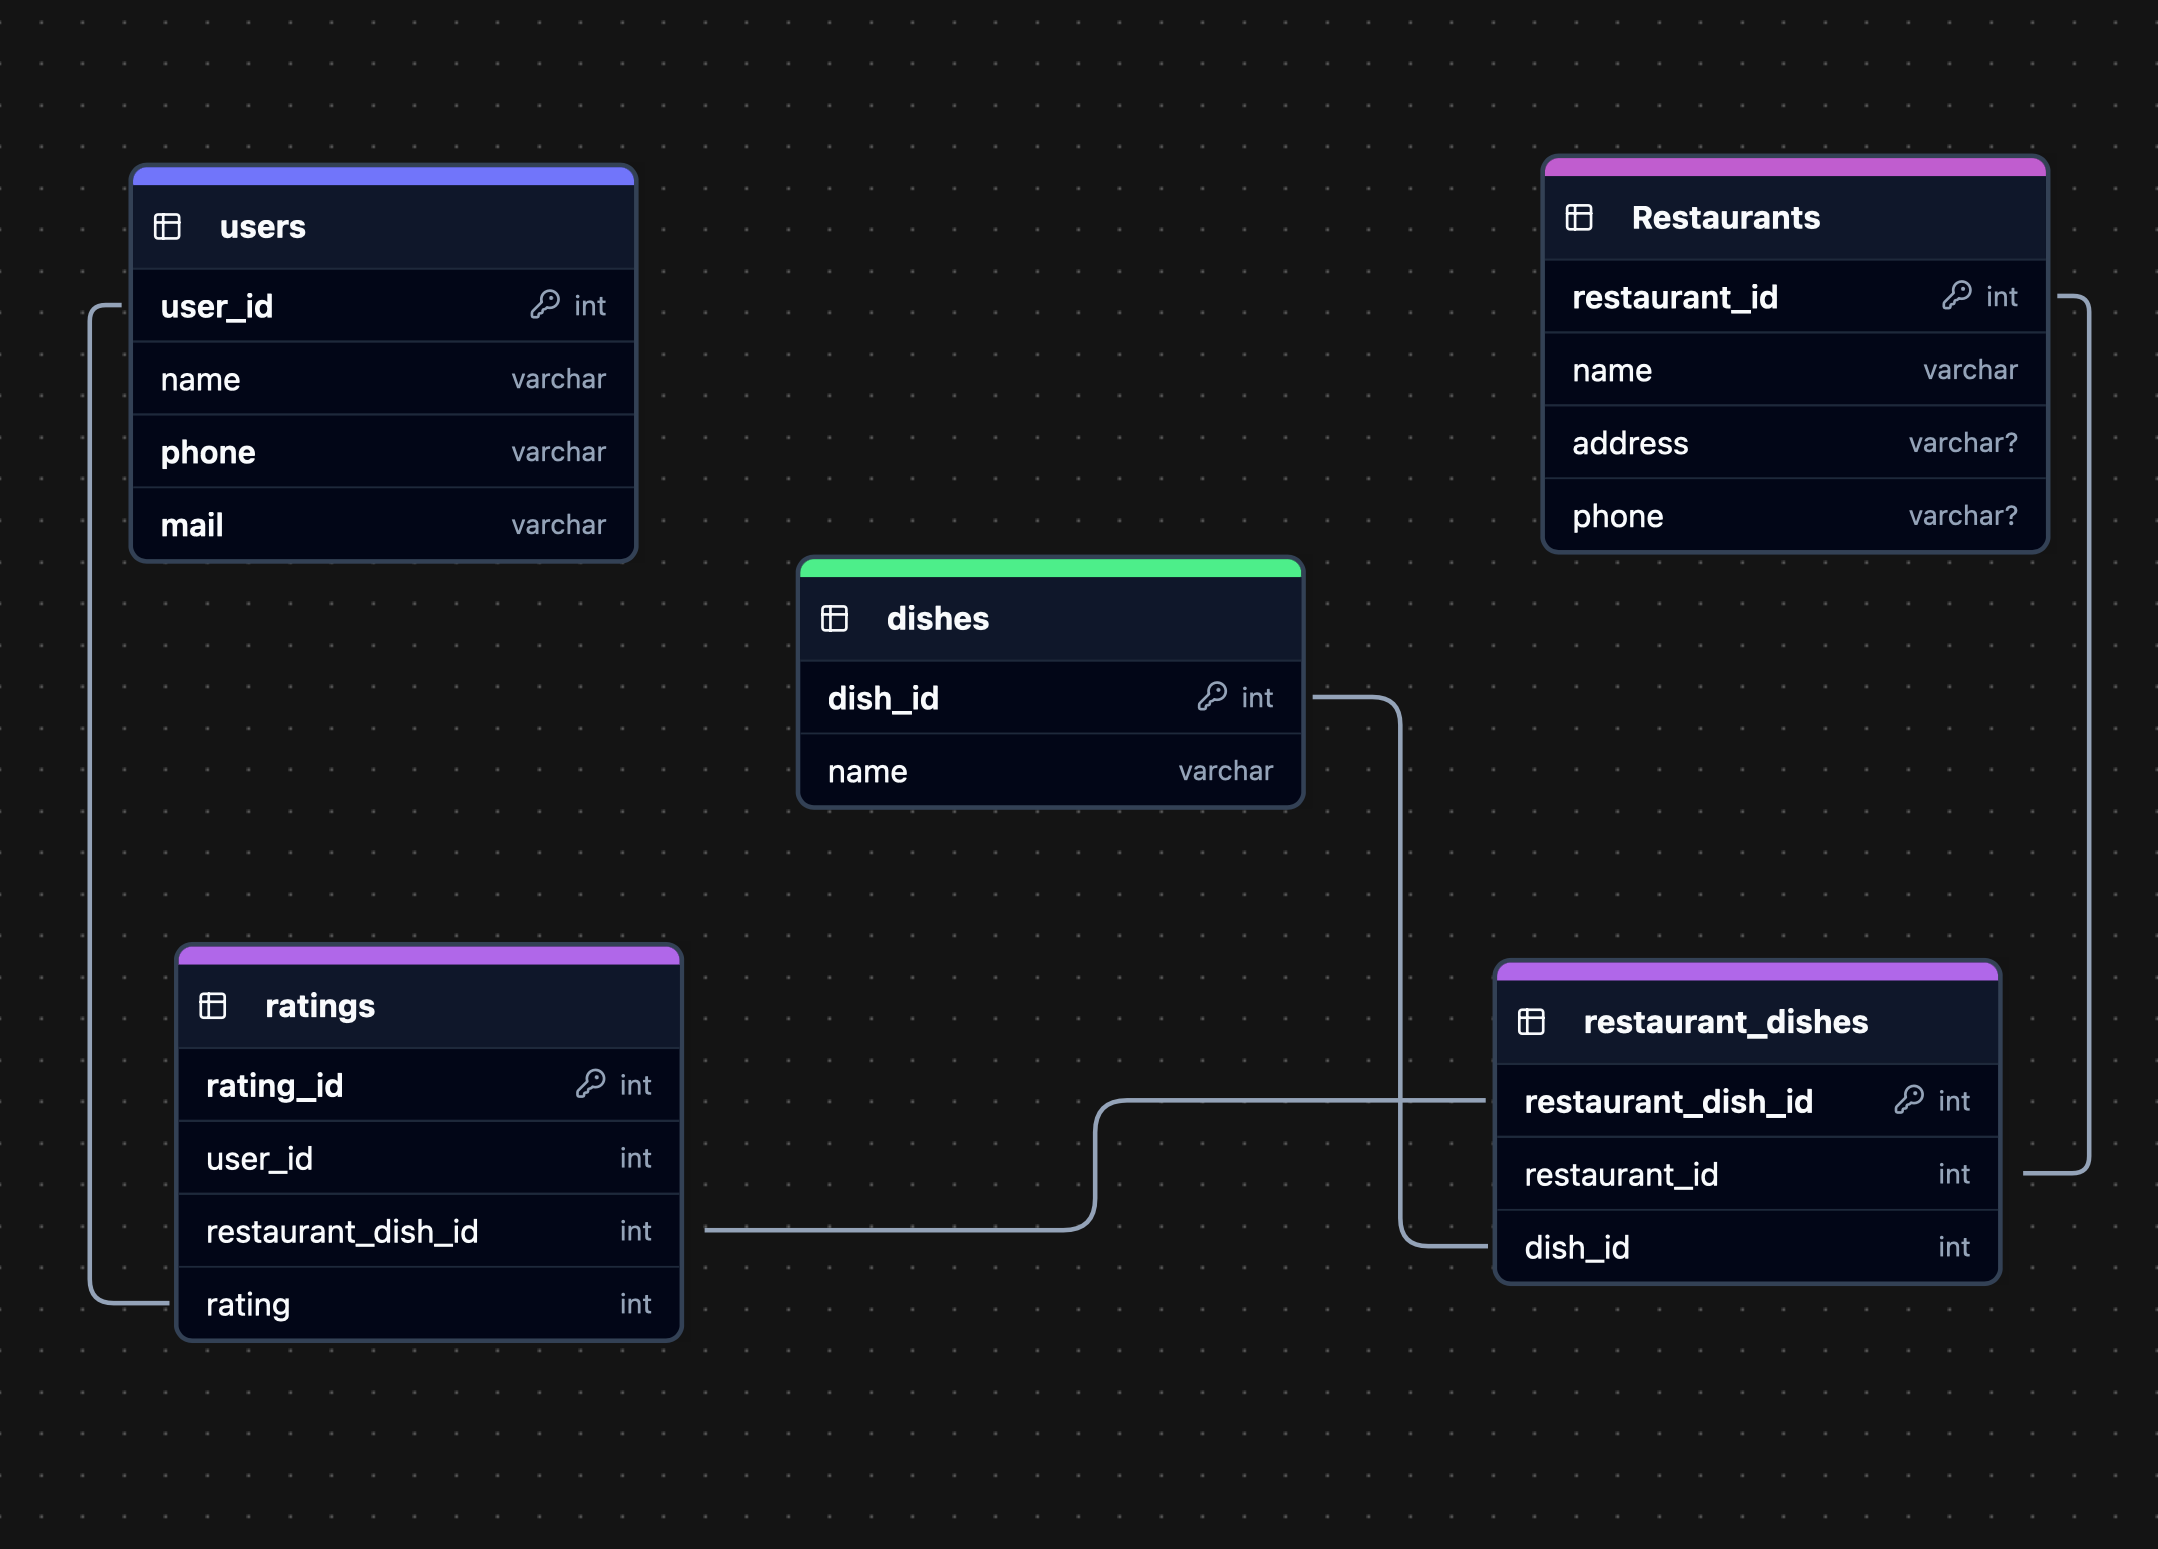 users
user_id int
name varchar
phone varchar
mail varchar
Restaurants
restaurant_id int
name varchar
address varchar?
phone varchar?
dishes
dish_id int
name varchar
ratings
rating_id int
user_id int
restaurant_dish_id int
rating int
restaurant_dishes
restaurant_dish_id int
restaurant_id int
dish_id int